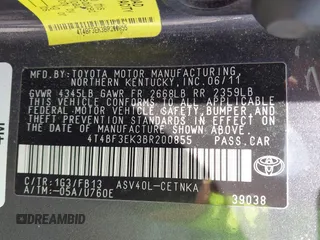 4T4BF3EK3BR200855
MFD. BY: TOYOTA MOTOR MANUFACTURING,
NORTHERN KENTUCKY, INC. 06/11
GVWR 4345LB GAWR FR 2668LB RR 2359LB
THIS VEHICLE CONFORMS TO ALL APPLICABLE
FEDERAL MOTOR VEHICLE SAFETY, BUMPER, AND
THEFT PREVENTION STANDARDS IN EFFECT ON
THE DATE OF MANUFACTURE SHOWN ABOVE.
4T4BF3EK3BR200855 PASS.CAR
C/TR: 1G3/FB13 ASV40L-CETNKA
A/TM: -05A/U760E
TOYOTA
39038